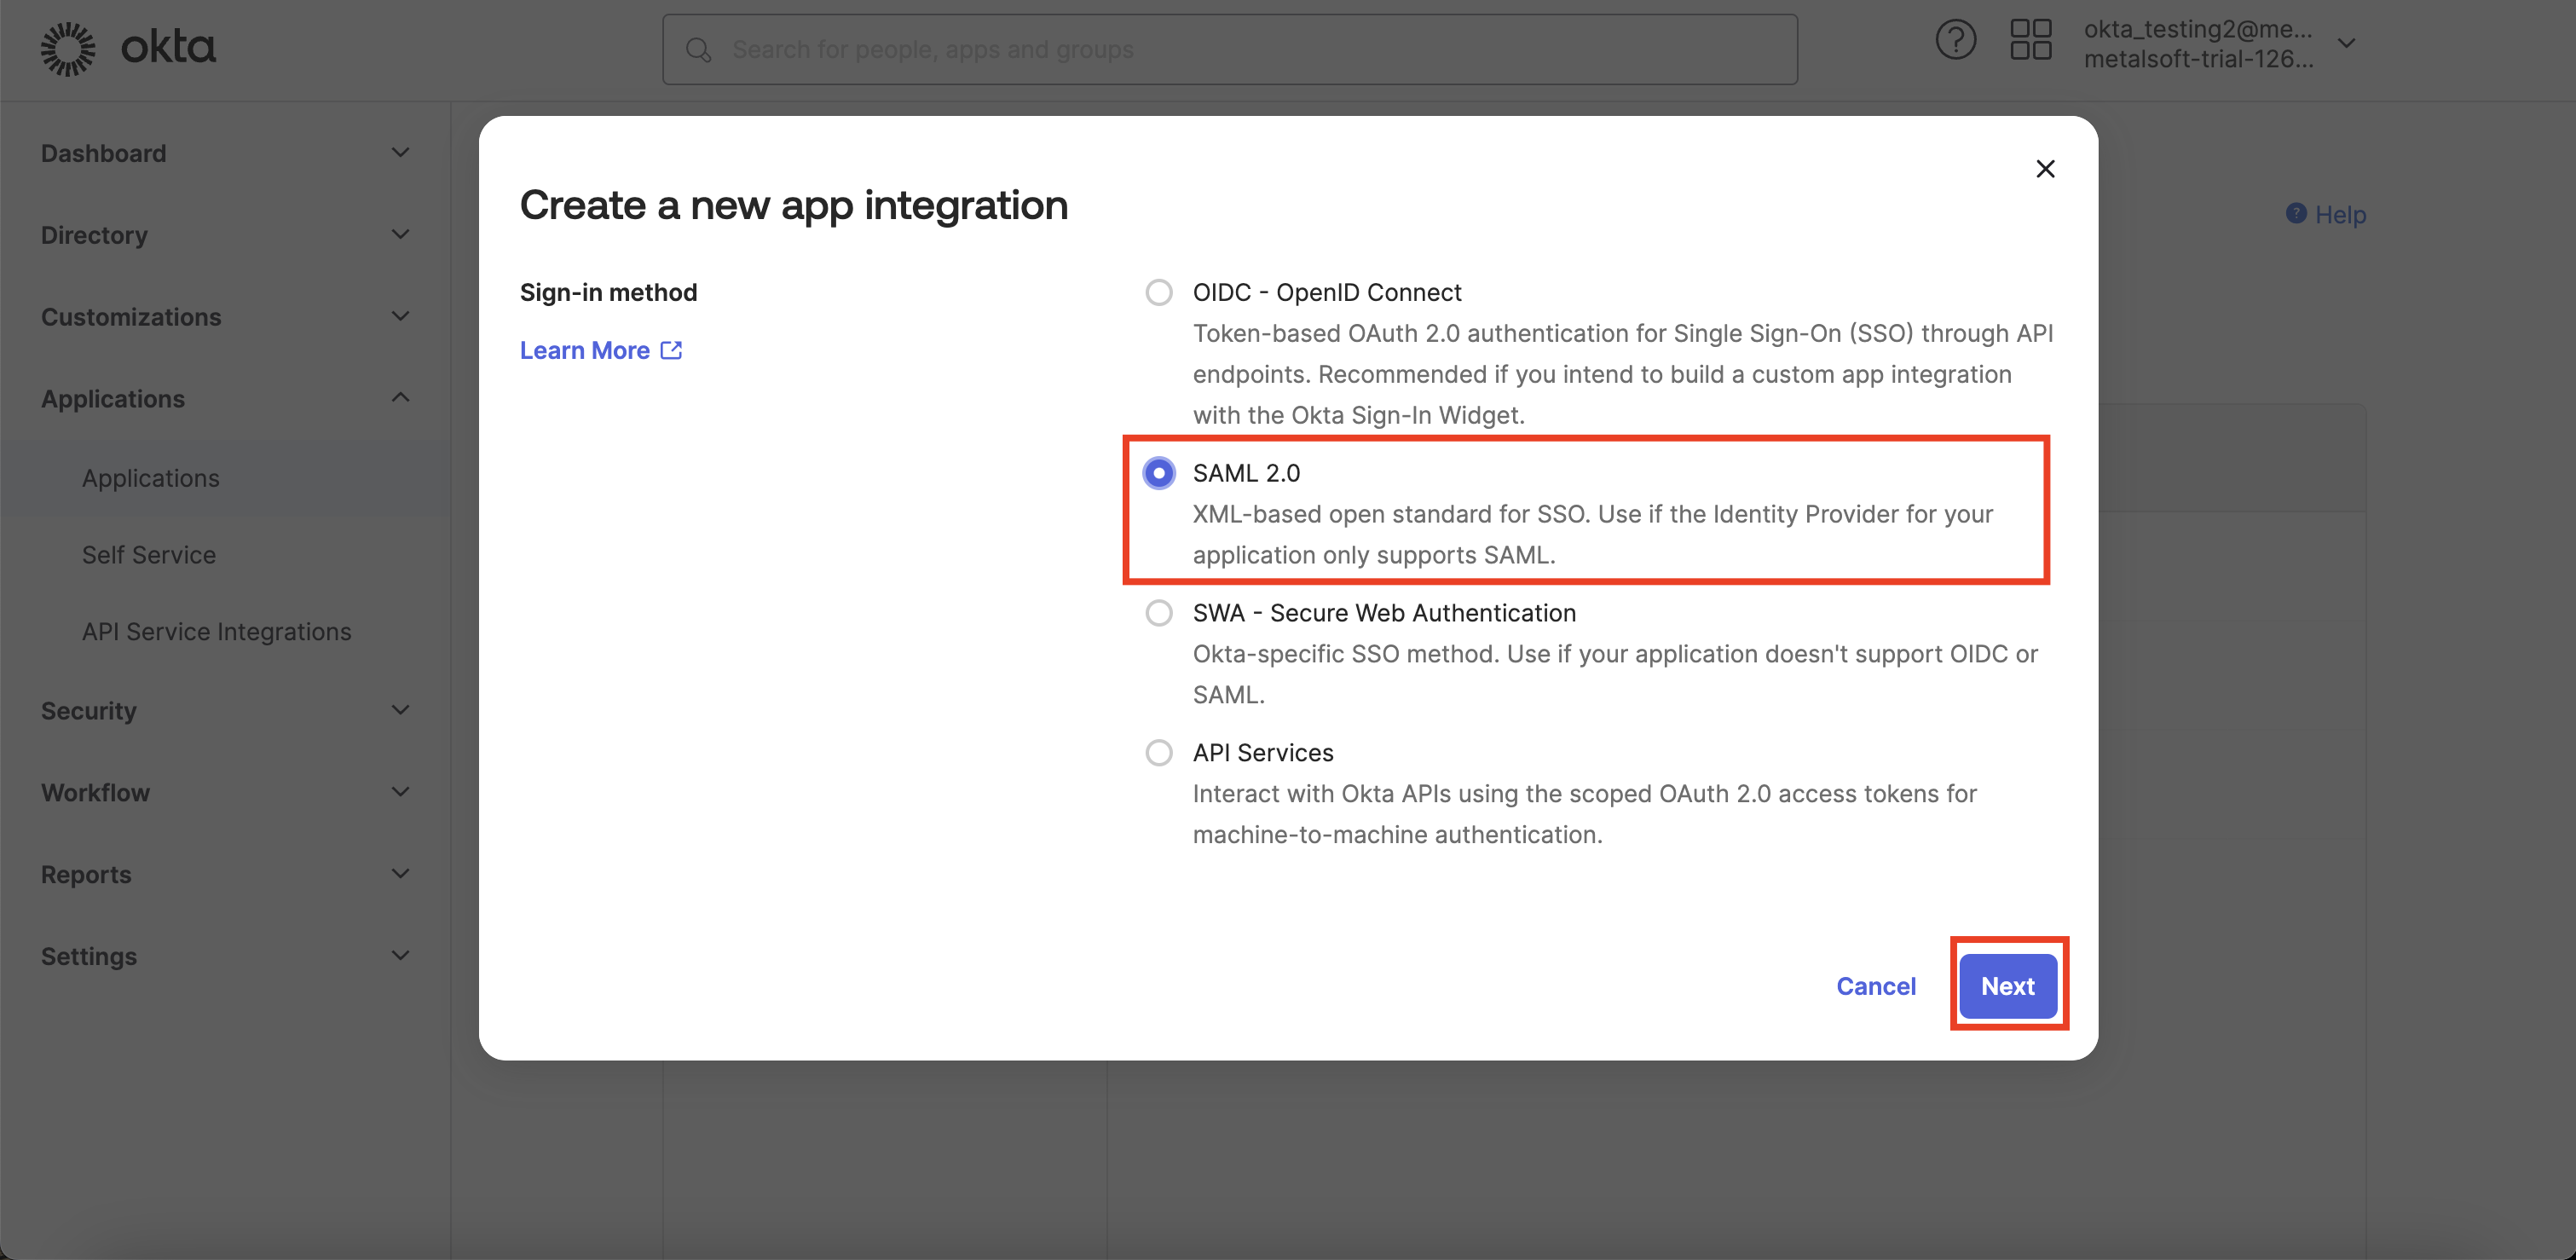 okta
Search for people, apps and groups
okta_testing2@me...
metalsoft-trial-126...
Dashboard
Directory
Customizations
Applications
Applications
Self Service
API Service Integrations
Security
Workflow
Reports
Settings
Help
Create a new app integration
Sign-in method
Learn More
OIDC - OpenID Connect
Token-based OAuth 2.0 authentication for Single Sign-On (SSO) through API
endpoints. Recommended if you intend to build a custom app integration
with the Okta Sign-In Widget.
SAML 2.0
XML-based open standard for SSO. Use if the Identity Provider for your
application only supports SAML.
SWA - Secure Web Authentication
Okta-specific SSO method. Use if your application doesn't support OIDC or
SAML.
API Services
Interact with Okta APIs using the scoped OAuth 2.0 access tokens for
machine-to-machine authentication.
Cancel
Next